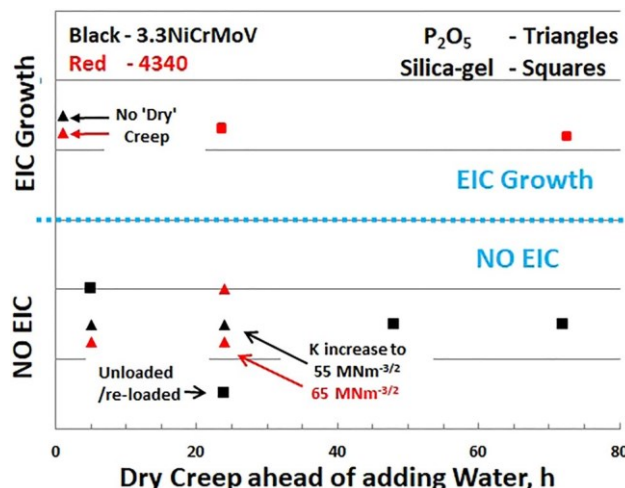 Black - 3.3NiCrMoV
Red - 4340
P₂O₅ - Triangles
Silica-gel - Squares
EIC Growth
No 'Dry'
Creep
EIC Growth
NO EIC
NO EIC
K increase to
55 MNm⁻³/²
65 MNm⁻³/²
Unloaded
/re-loaded
0 20 40 60 80
Dry Creep ahead of adding Water, h